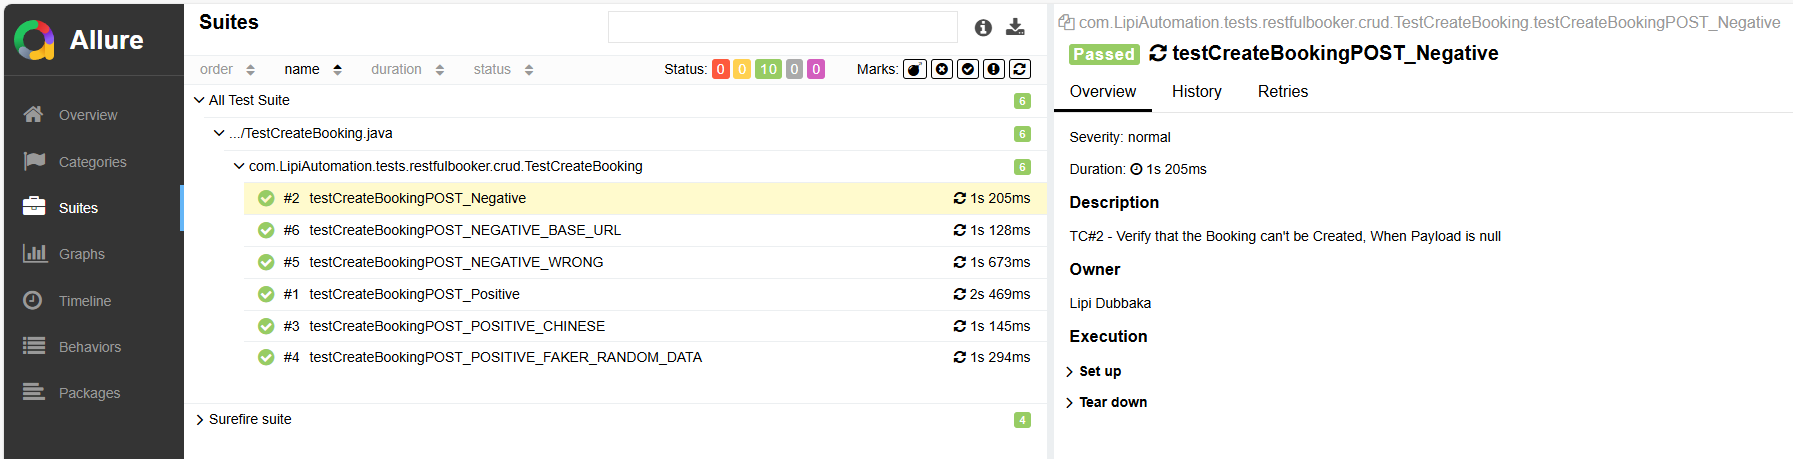 Allure
Overview
Categories
Suites
Graphs
Timeline
Behaviors
Packages
Suites
order name duration status Status: 0 0 10 0 0 Marks:
All Test Suite 6
.../TestCreateBooking.java 6
com.LipiAutomation.tests.restfulbooker.crud.TestCreateBooking 6
#2 testCreateBookingPOST_Negative 1s 205ms
#6 testCreateBookingPOST_NEGATIVE_BASE_URL 1s 128ms
#5 testCreateBookingPOST_NEGATIVE_WRONG 1s 673ms
#1 testCreateBookingPOST_Positive 2s 469ms
#3 testCreateBookingPOST_POSITIVE_CHINESE 1s 145ms
#4 testCreateBookingPOST_POSITIVE_FAKER_RANDOM_DATA 1s 294ms
Surefire suite 4
com.LipiAutomation.tests.restfulbooker.crud.TestCreateBooking.testCreateBookingPOST_Negative
Passed testCreateBookingPOST_Negative
Overview History Retries
Severity: normal
Duration: 1s 205ms
Description
TC#2 - Verify that the Booking can't be Created, When Payload is null
Owner
Lipi Dubbaka
Execution
Set up
Tear down